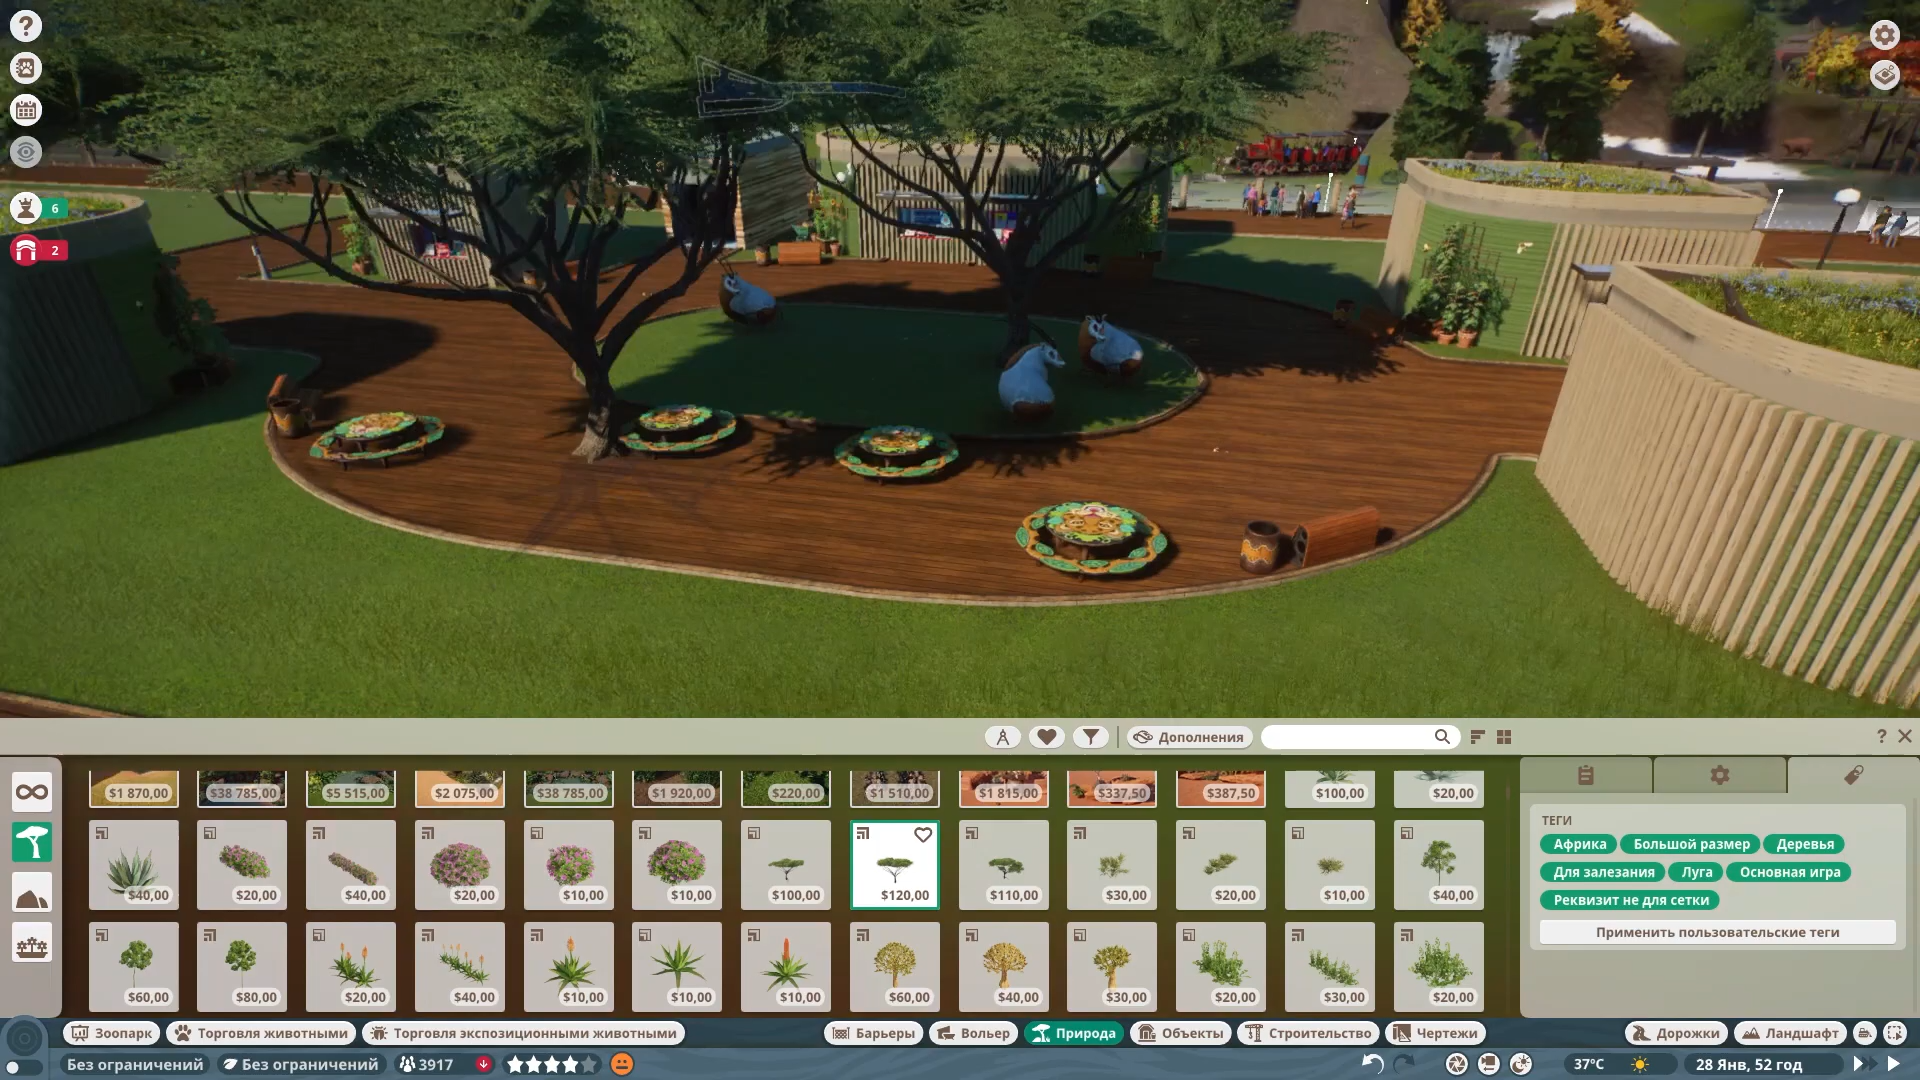 ?
6
2
Дополнения
?
$1 870,00 $38 785,00 $5 515,00 $2 075,00 $38 785,00 $1 920,00 $220,00 $1 510,00 $1 815,00 $337,50 $387,50 $100,00 $20,00
$40,00 $20,00 $40,00 $20,00 $10,00 $10,00 $100,00 $120,00 $110,00 $30,00 $20,00 $10,00 $40,00
$60,00 $80,00 $20,00 $40,00 $10,00 $10,00 $10,00 $60,00 $40,00 $30,00 $20,00 $30,00 $20,00
ТЕГИ
Африка Большой размер Деревья
Для залезания Луга Основная игра
Реквизит не для сетки
Применить пользовательские теги
Зоопарк Торговля животными Торговля экспозиционными животными Барьеры Вольер Природа Объекты Строительство Чертежи Дорожки Ландшафт
Без ограничений Без ограничений 3917 37°C 28 Янв, 52 год